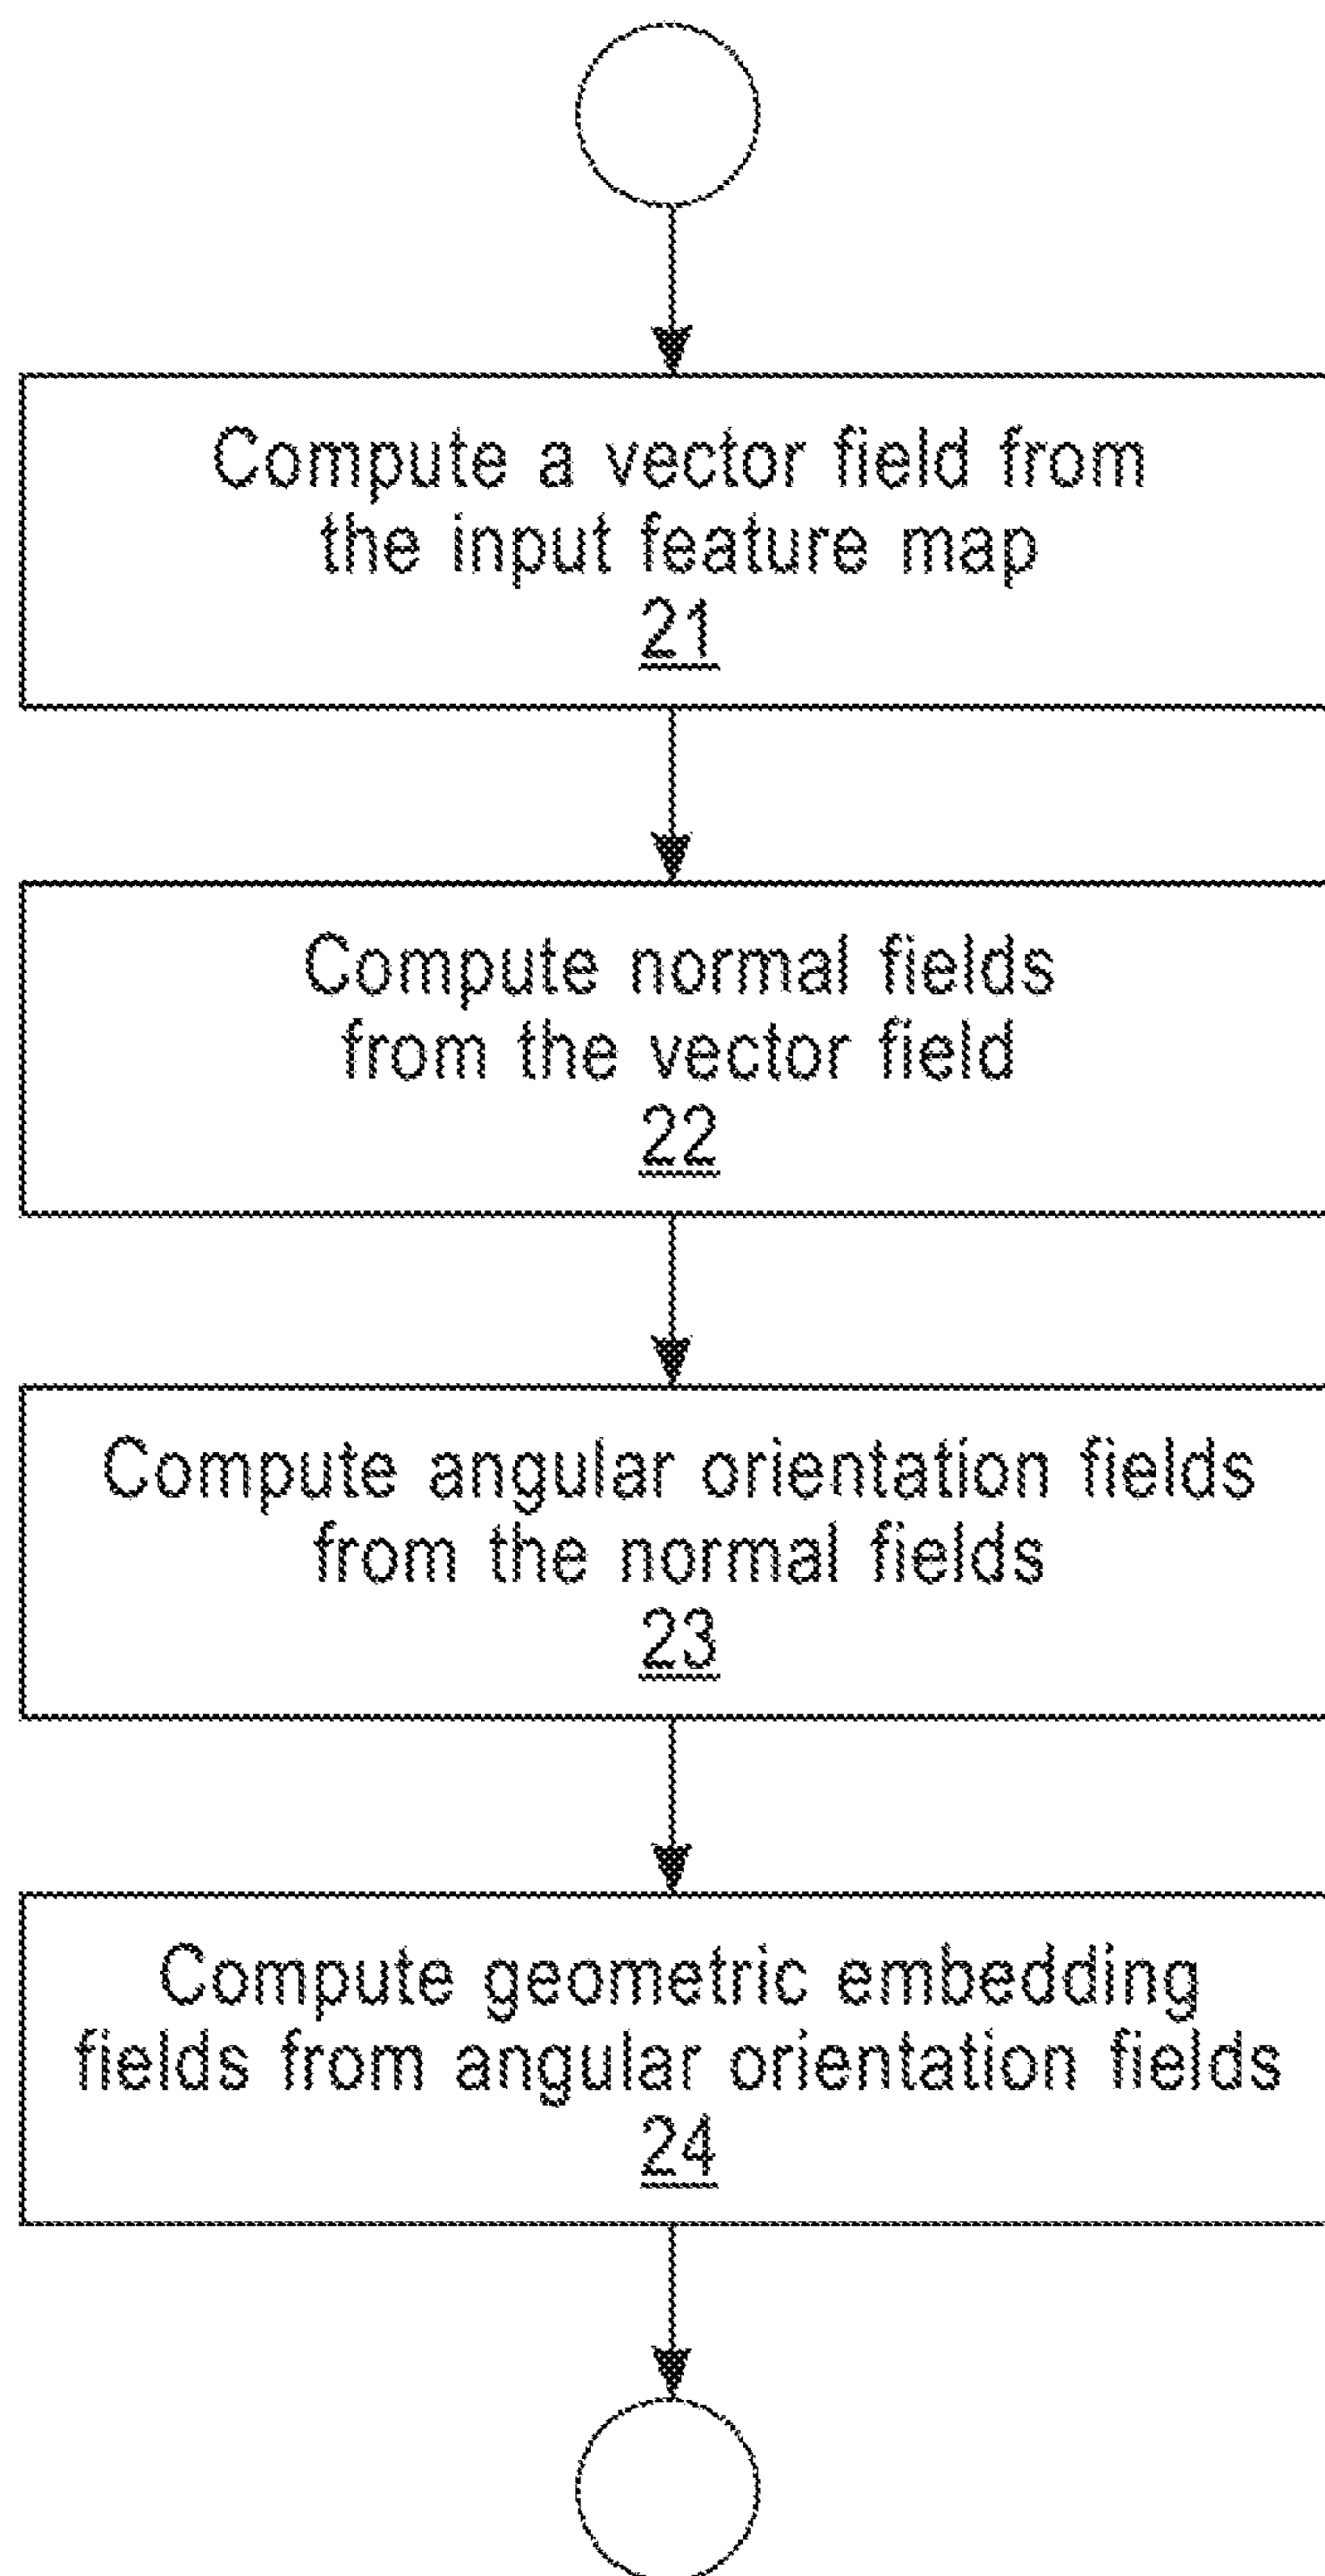 Compute a vector field from
the input feature map
21
Compute normal fields
from the vector field
22
Compute angular orientation fields
from the normal fields
23
Compute geometric embedding
fields from angular orientation fields
24